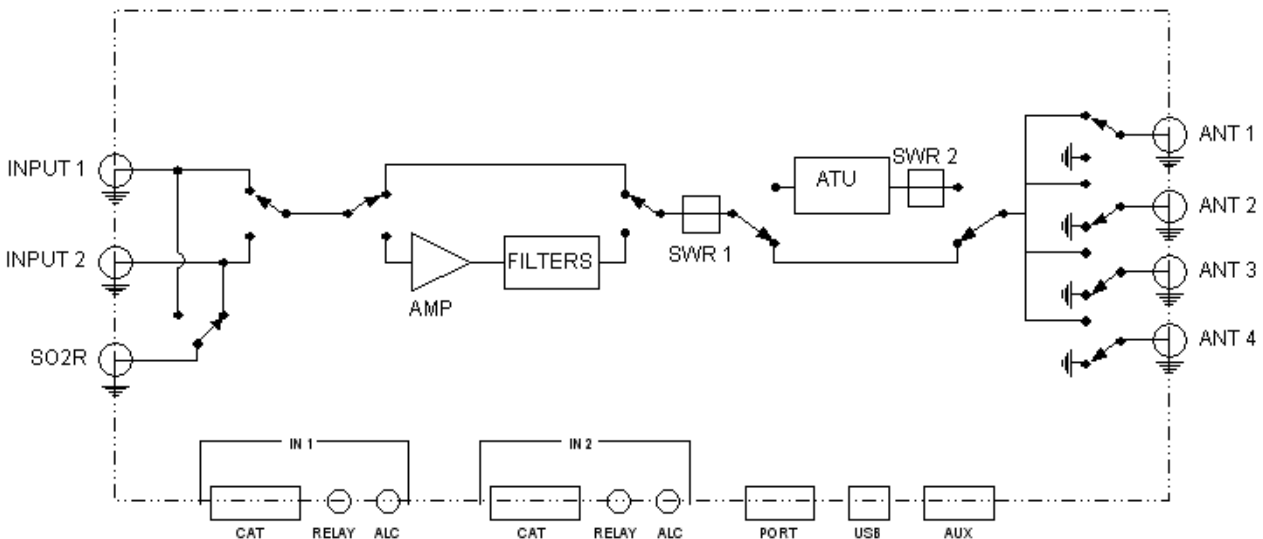 INPUT 1
INPUT 2
SO2R
AMP
FILTERS
SWR 1
ATU
SWR 2
ANT 1
ANT 2
ANT 3
ANT 4
IN 1
CAT
RELAY
ALC
IN 2
CAT
RELAY
ALC
PORT
USB
AUX